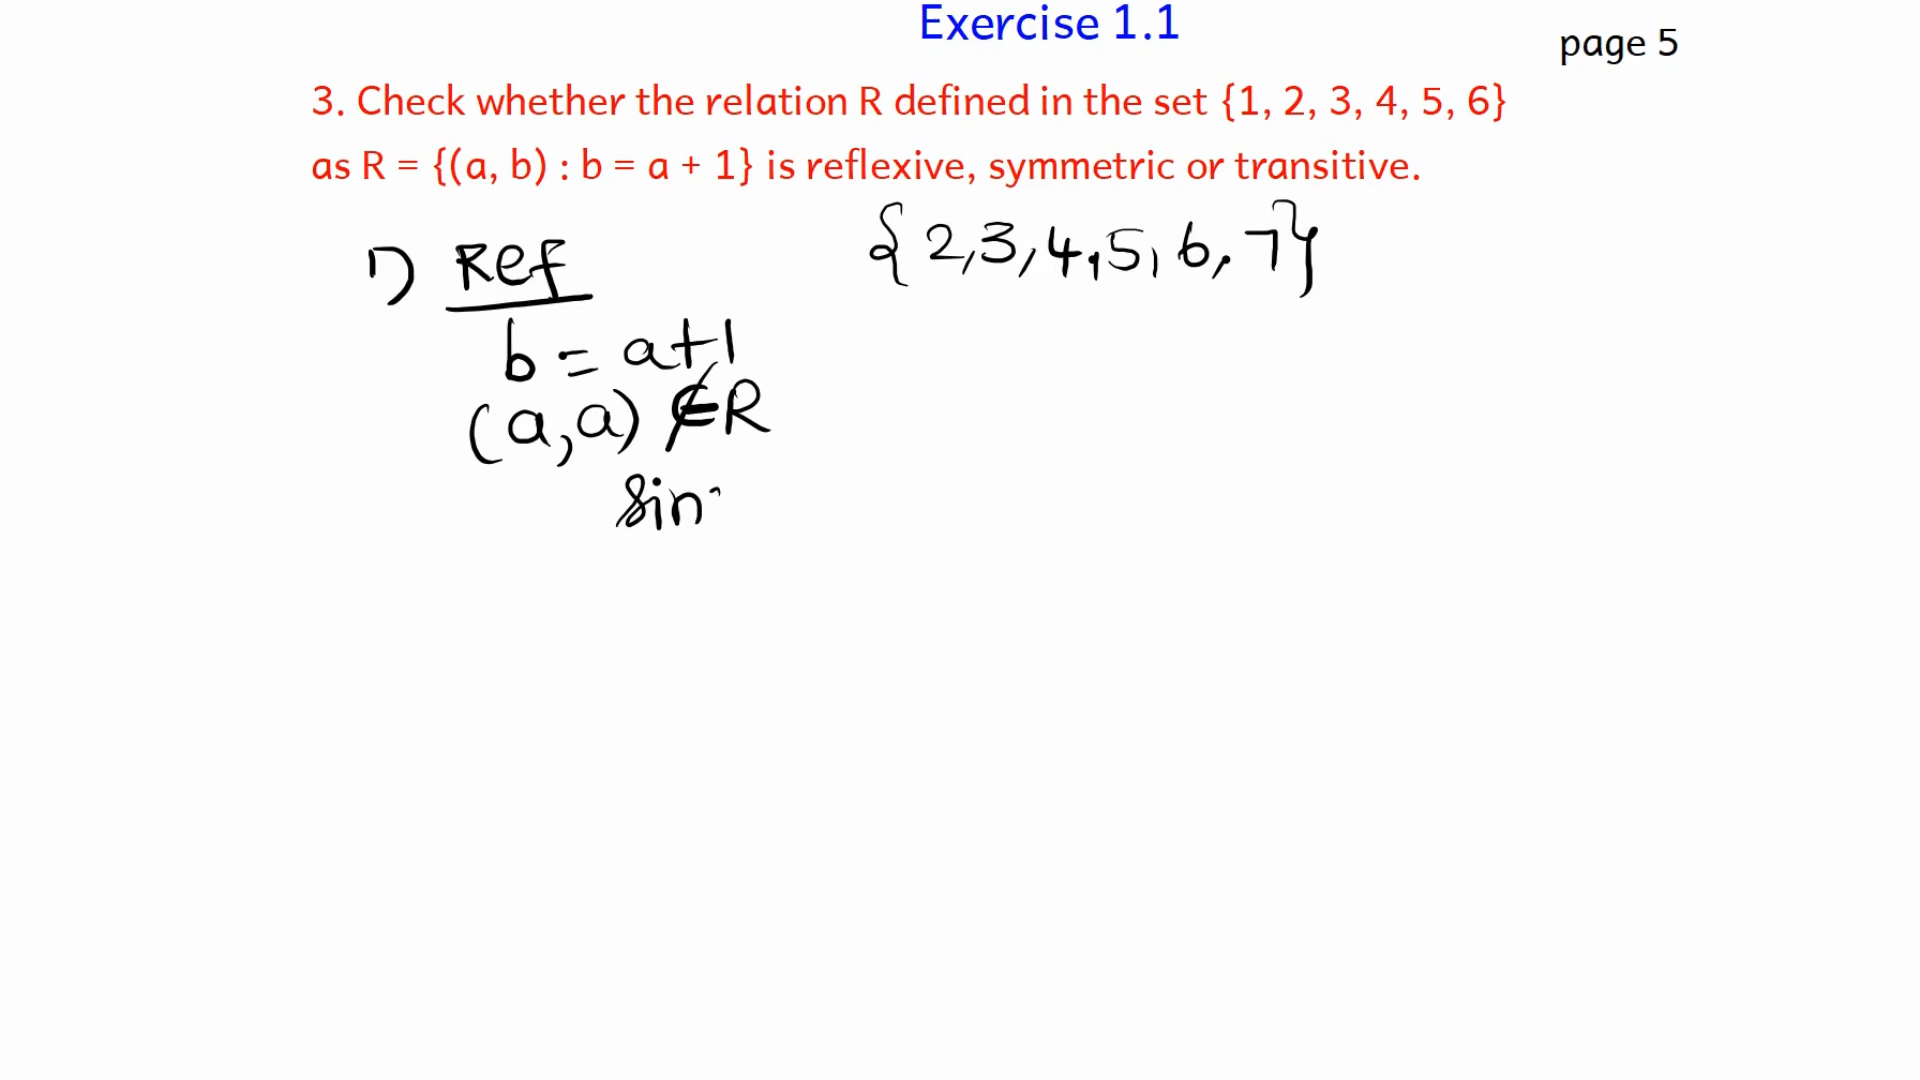 Exercise 1.1
page 5
3. Check whether the relation R defined in the set {1, 2, 3, 4, 5, 6}
as R = {(a, b) : b = a + 1} is reflexive, symmetric or transitive.
{2,3,4,5,6,7}
1) Ref
b = a+1
(a,a) ∉ R
sin